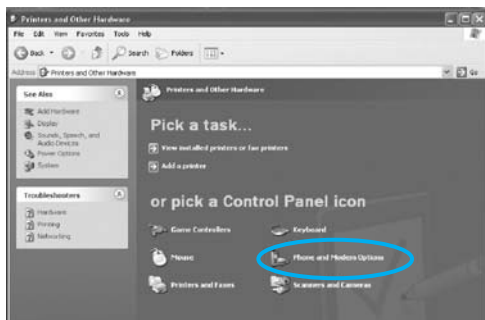 Printers and Other Hardware
File Edit View Favorites Tools Help
Back Search Folders
Address Printers and Other Hardware Go
See Also
Add Hardware
Display
Sounds, Speech, and
Audio Devices
Power Options
System
Troubleshooters
Hardware
Printing
Networking
Printers and Other Hardware
Pick a task...
View installed printers or fax printers
Add a printer
or pick a Control Panel icon
Game Controllers Keyboard
Mouse Phone and Modem Options
Printers and Faxes Scanners and Cameras